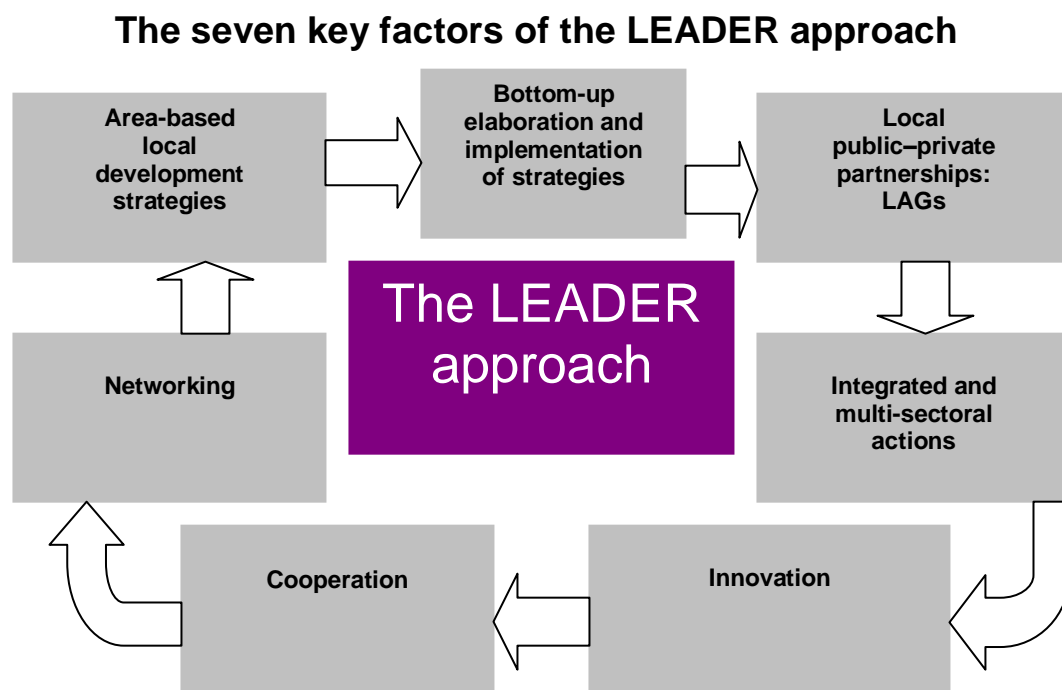 The seven key factors of the LEADER approach
Area-based
local
development
strategies
Bottom-up
elaboration and
implementation
of strategies
Local
public–private
partnerships:
LAGs
The LEADER
approach
Networking
Integrated and
multi-sectoral
actions
Cooperation
Innovation